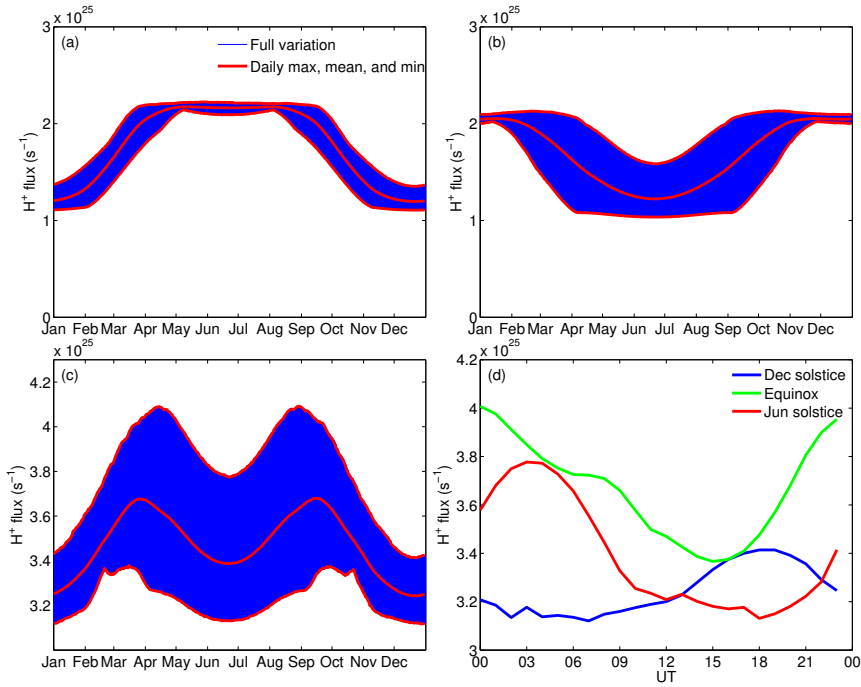 x 10^25
(a)
Full variation
Daily max, mean, and min
H^+ flux (s^−1)
3
2
1
0
Jan Feb Mar Apr May Jun Jul Aug Sep Oct Nov Dec
x 10^25
(b)
H^+ flux (s^−1)
3
2
1
0
Jan Feb Mar Apr May Jun Jul Aug Sep Oct Nov Dec
x 10^25
(c)
H^+ flux (s^−1)
4.2
4
3.8
3.6
3.4
3.2
Jan Feb Mar Apr May Jun Jul Aug Sep Oct Nov Dec
x 10^25
(d)
Dec solstice
Equinox
Jun solstice
H^+ flux (s^−1)
4.2
4
3.8
3.6
3.4
3.2
3
00 03 06 09 12 15 18 21 00
UT